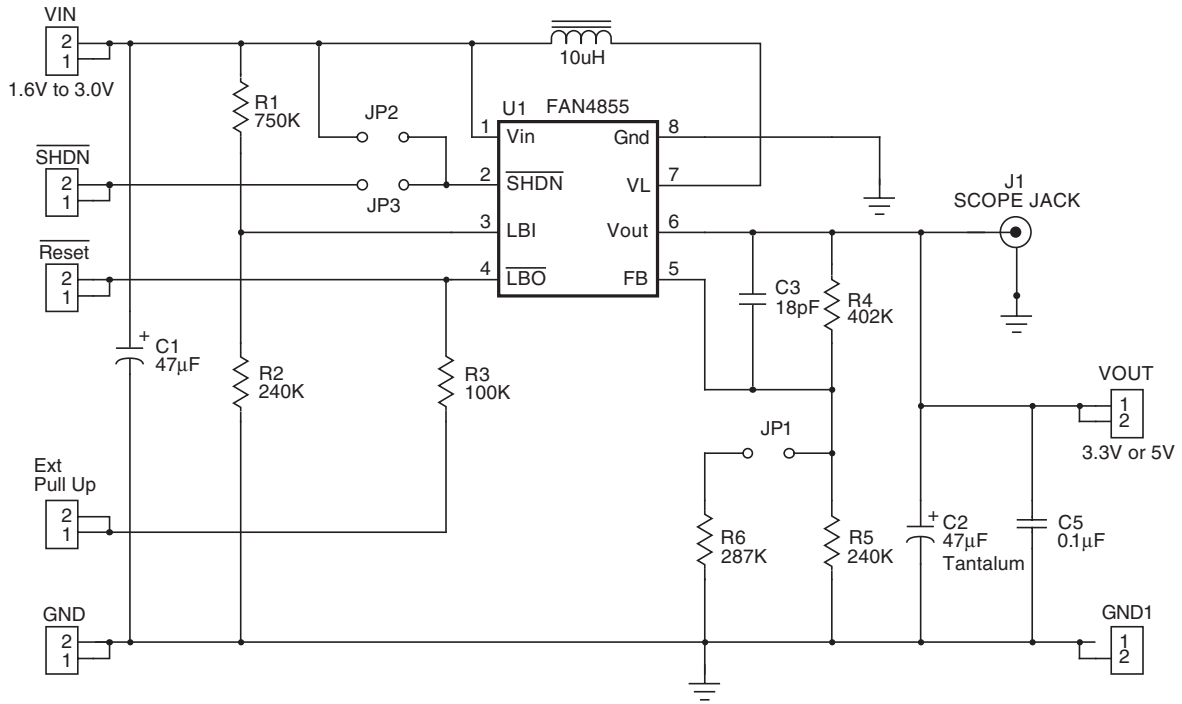 VIN
2
1
1.6V to 3.0V
10uH
R1
750K
JP2
U1
FAN4855
1
Vin
Gnd
8
SHDN
2
1
JP3
2
SHDN
VL
7
J1
SCOPE JACK
3
LBI
Vout
6
Reset
2
1
4
LBO
FB
5
C3
18pF
R4
402K
+
C1
47µF
R2
240K
R3
100K
VOUT
1
2
3.3V or 5V
JP1
Ext
Pull Up
2
1
R6
287K
R5
240K
+
C2
47µF
Tantalum
C5
0.1µF
GND
2
1
GND1
1
2